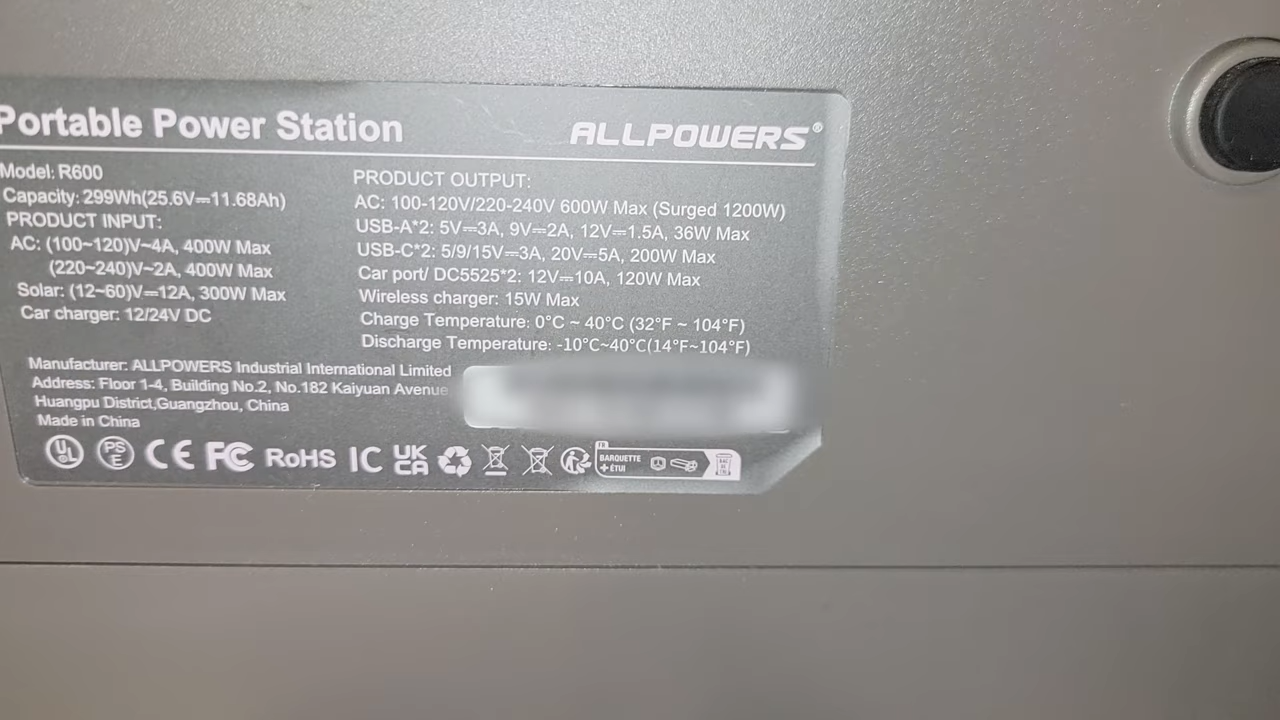 Portable Power Station
ALLPOWERS®
Model: R600
Capacity: 299Wh(25.6V⎓11.68Ah)
PRODUCT INPUT:
AC: (100~120)V~4A, 400W Max
(220~240)V~2A, 400W Max
Solar: (12~60)V⎓12A, 300W Max
Car charger: 12/24V DC
PRODUCT OUTPUT:
AC: 100-120V/220-240V 600W Max (Surged 1200W)
USB-A*2: 5V⎓3A, 9V⎓2A, 12V⎓1.5A, 36W Max
USB-C*2: 5/9/15V⎓3A, 20V⎓5A, 200W Max
Car port/ DC5525*2: 12V⎓10A, 120W Max
Wireless charger: 15W Max
Charge Temperature: 0°C ~ 40°C (32°F ~ 104°F)
Discharge Temperature: -10°C~40°C(14°F~104°F)
Manufacturer: ALLPOWERS Industrial International Limited
Address: Floor 1-4, Building No.2, No.182 Kaiyuan Avenue
Huangpu District,Guangzhou, China
Made in China
UL PSE CE FC RoHS IC UKCA
FR
BARQUETTE
+ ÉTUI
BAC DE TRI